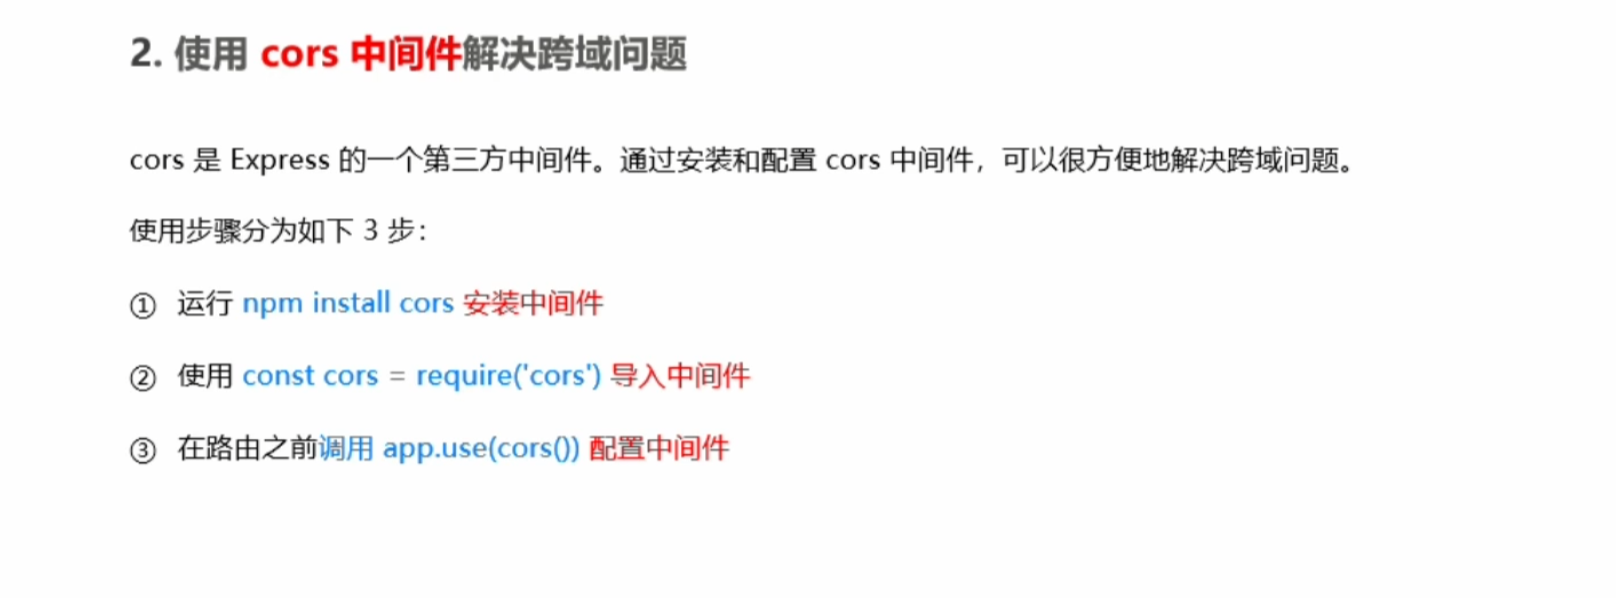 2. 使用 cors 中间件解决跨域问题
cors 是 Express 的一个第三方中间件。通过安装和配置 cors 中间件，可以很方便地解决跨域问题。
使用步骤分为如下 3 步：
① 运行 npm install cors 安装中间件
② 使用 const cors = require('cors') 导入中间件
③ 在路由之前调用 app.use(cors()) 配置中间件